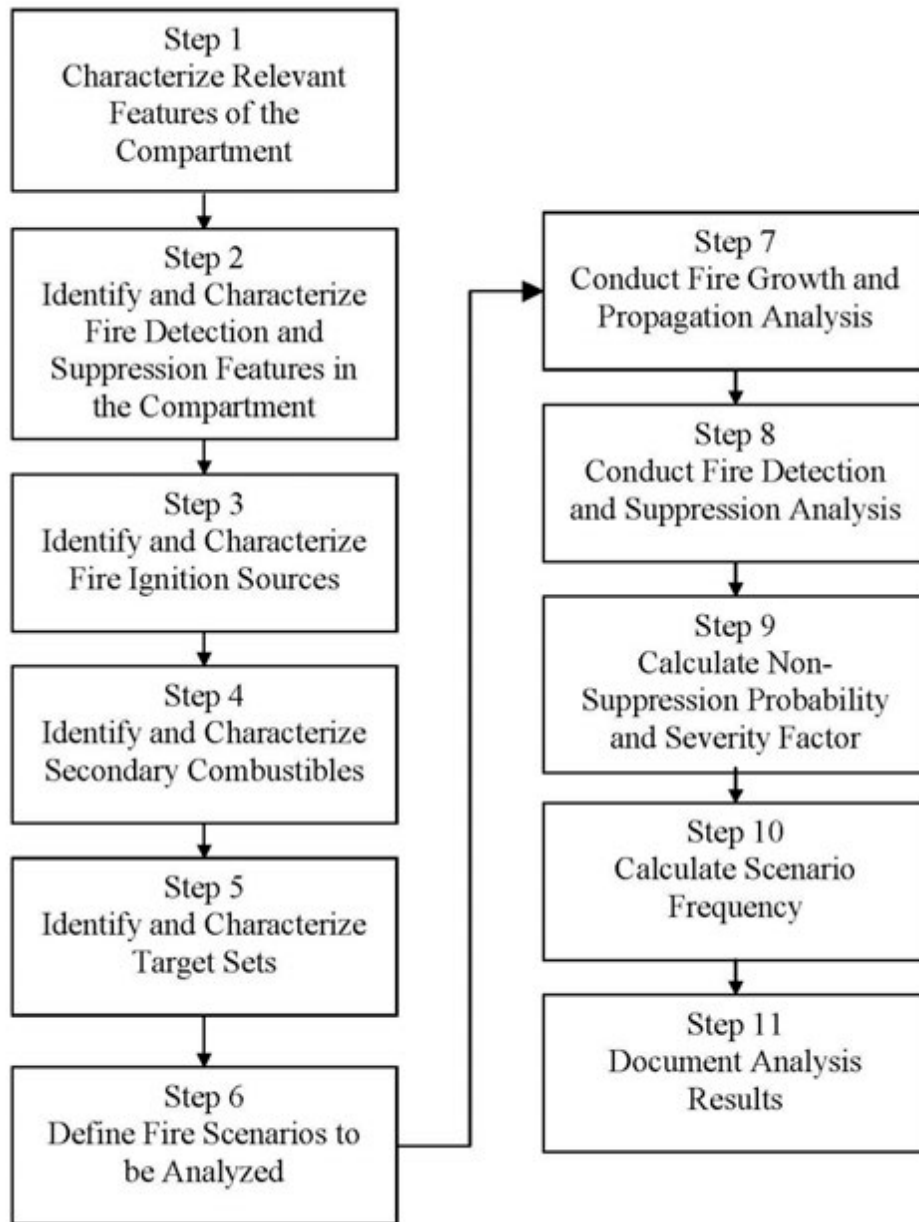 Step 1
Characterize Relevant
Features of the
Compartment
Step 2
Identify and Characterize
Fire Detection and
Suppression Features in
the Compartment
Step 3
Identify and Characterize
Fire Ignition Sources
Step 4
Identify and Characterize
Secondary Combustibles
Step 5
Identify and Characterize
Target Sets
Step 6
Define Fire Scenarios to
be Analyzed
Step 7
Conduct Fire Growth and
Propagation Analysis
Step 8
Conduct Fire Detection
and Suppression Analysis
Step 9
Calculate Non-
Suppression Probability
and Severity Factor
Step 10
Calculate Scenario
Frequency
Step 11
Document Analysis
Results